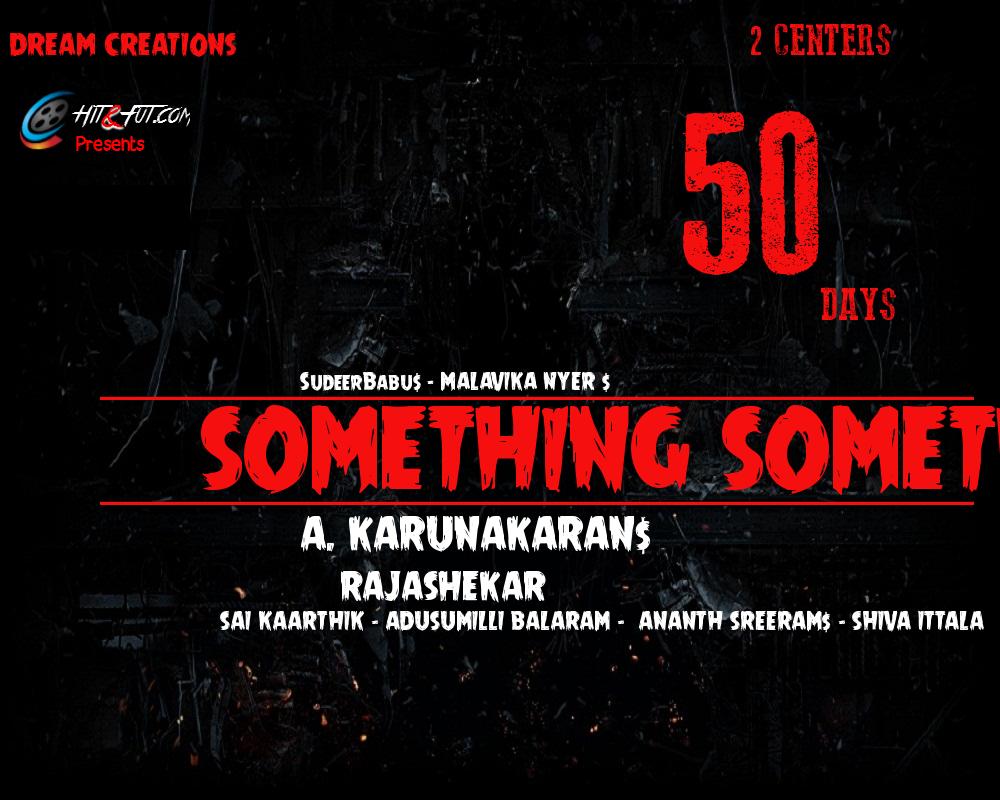 DREAM CREATIONS
2 CENTERS
HIT&FUT.COM
Presents
50
DAYS
SUDEERBABU$ - MALAVIKA NYER $
SOMETHING SOMET
A. KARUNAKARAN$
RAJASHEKAR
SAI KAARTHIK - ADUSUMILLI BALARAM - ANANTH SREERAM$ - SHIVA ITTALA